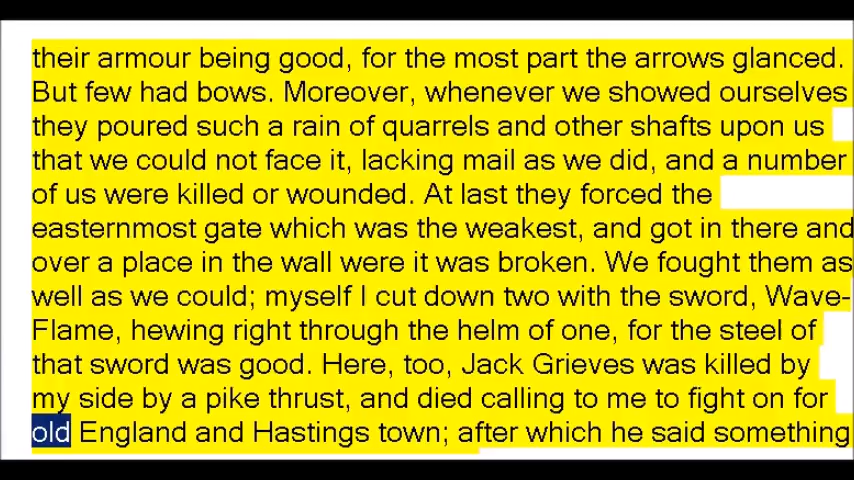 their armour being good, for the most part the arrows glanced.
But few had bows. Moreover, whenever we showed ourselves
they poured such a rain of quarrels and other shafts upon us
that we could not face it, lacking mail as we did, and a number
of us were killed or wounded. At last they forced the
easternmost gate which was the weakest, and got in there and
over a place in the wall were it was broken. We fought them as
well as we could; myself I cut down two with the sword, Wave-
Flame, hewing right through the helm of one, for the steel of
that sword was good. Here, too, Jack Grieves was killed by
my side by a pike thrust, and died calling to me to fight on for
old England and Hastings town; after which he said something